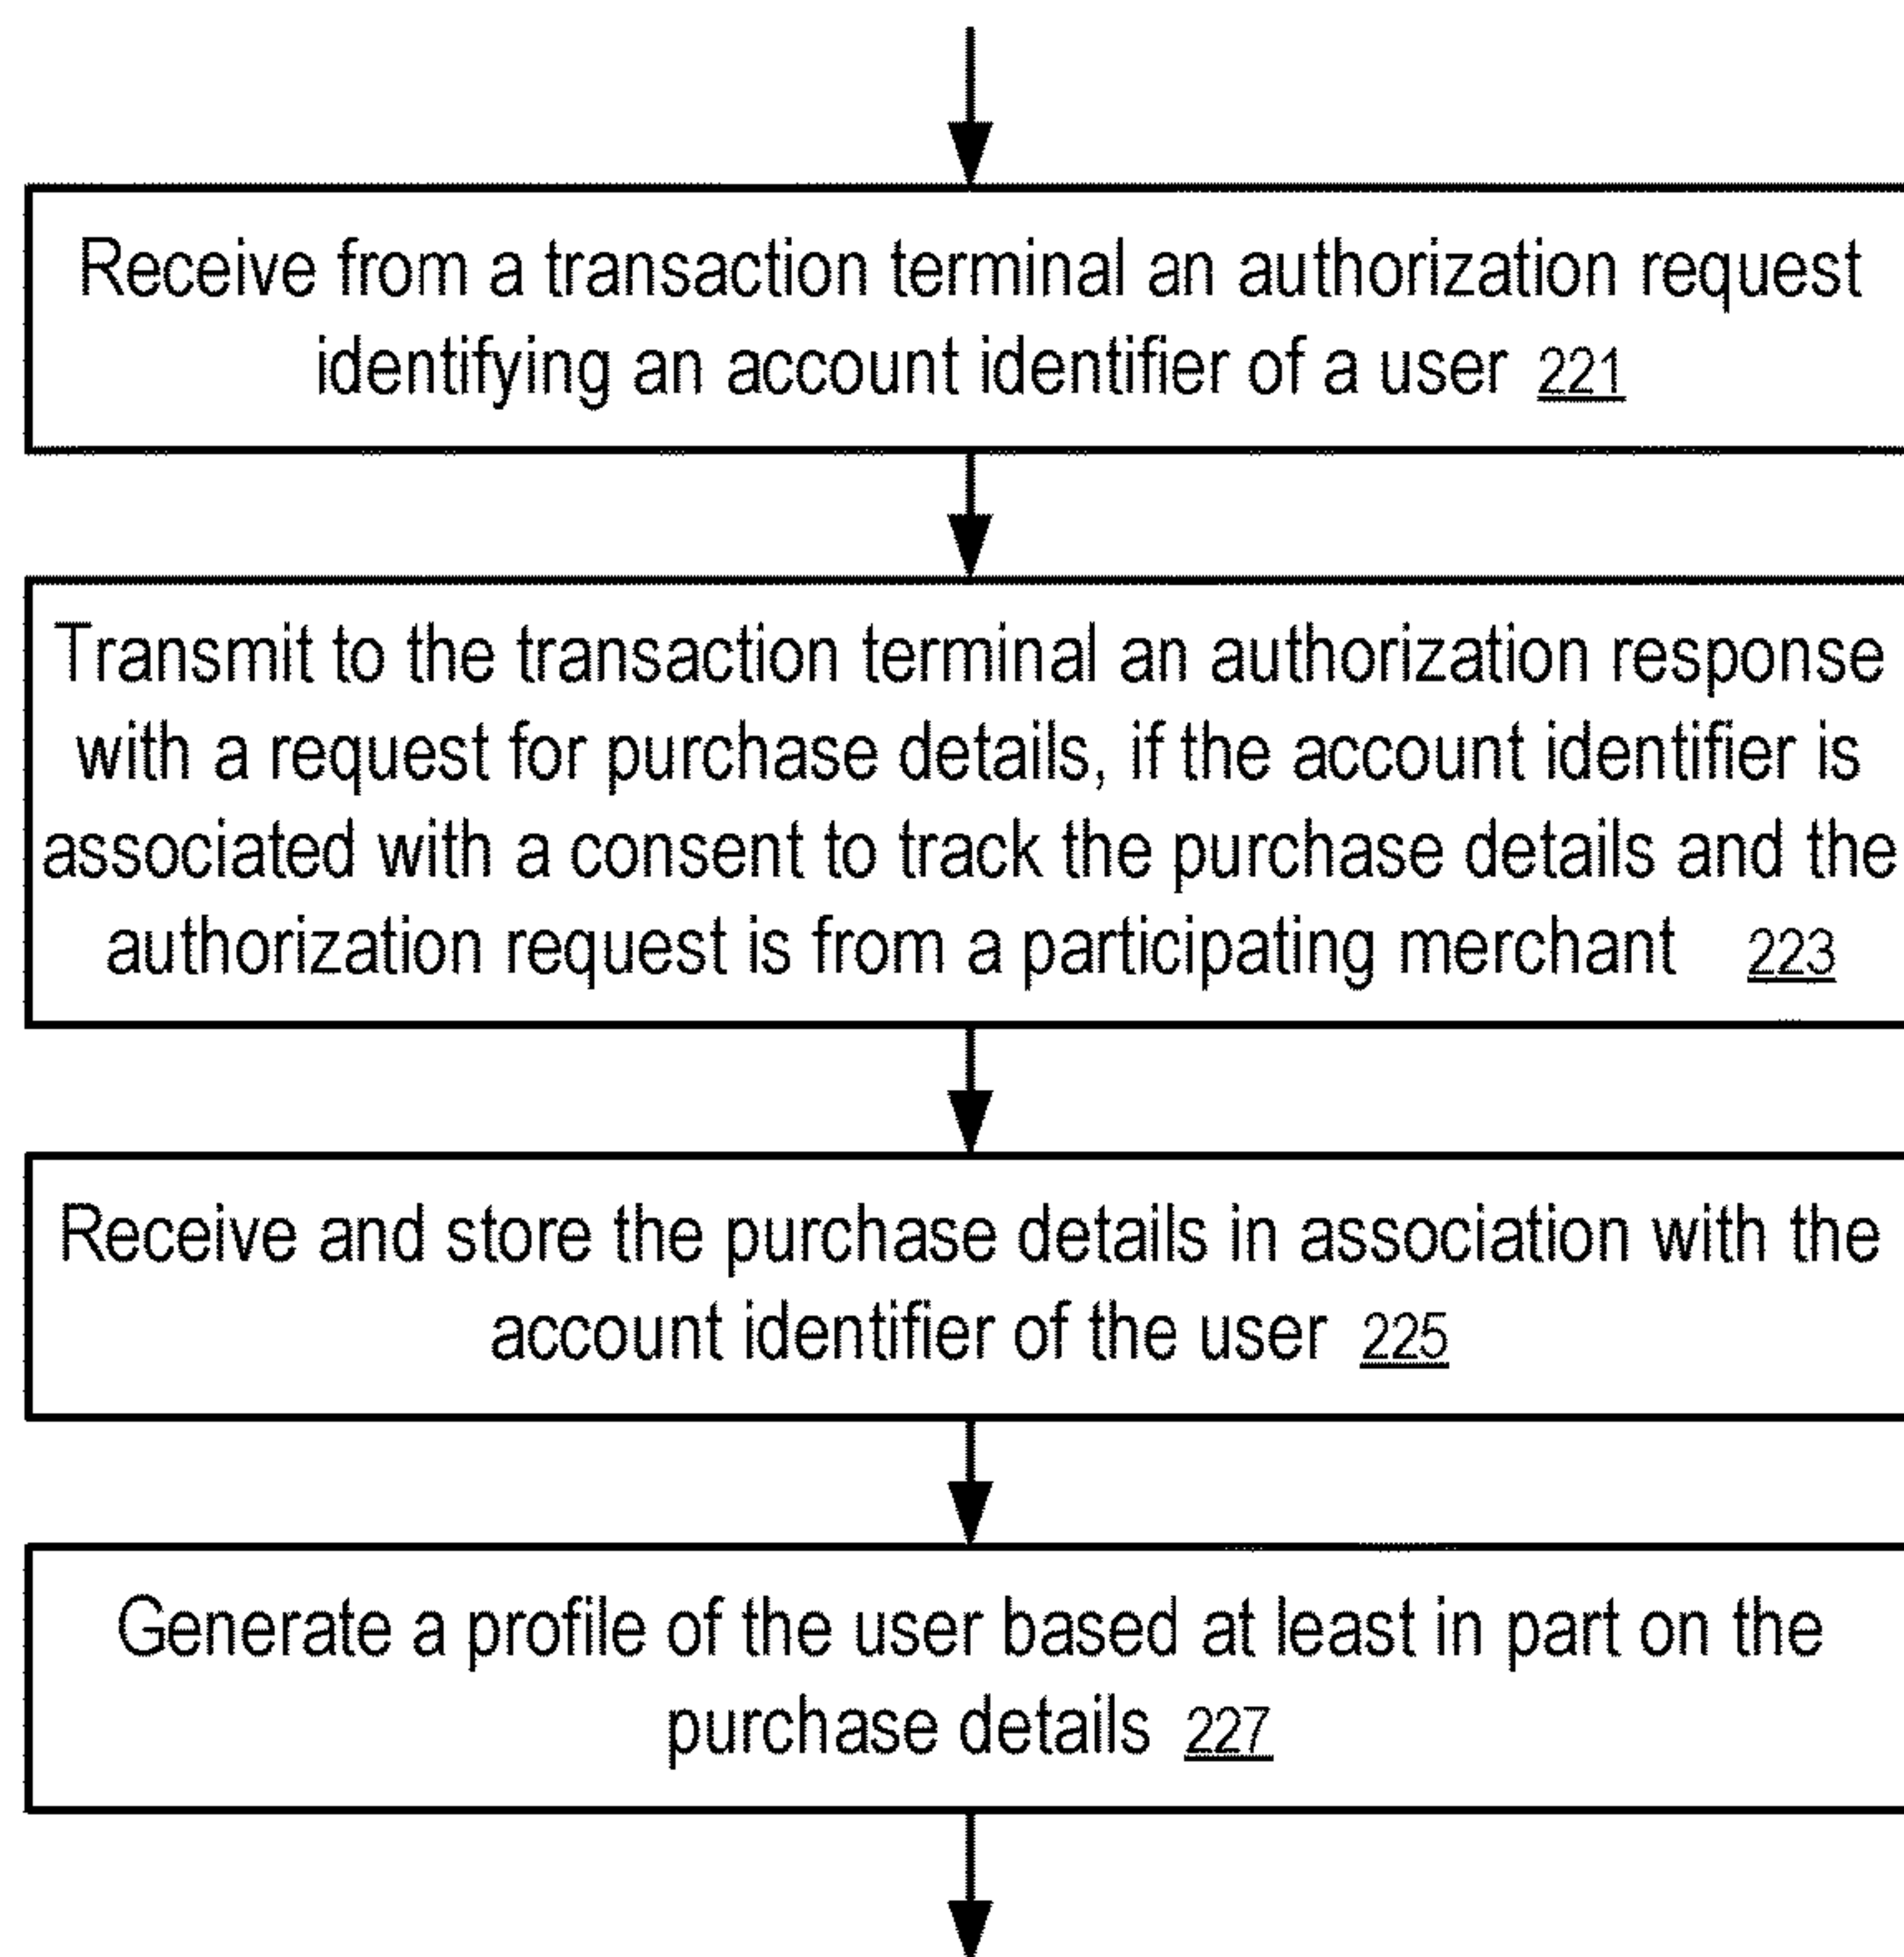 Receive from a transaction terminal an authorization request
identifying an account identifier of a user 221
Transmit to the transaction terminal an authorization response
with a request for purchase details, if the account identifier is
associated with a consent to track the purchase details and the
authorization request is from a participating merchant 223
Receive and store the purchase details in association with the
account identifier of the user 225
Generate a profile of the user based at least in part on the
purchase details 227